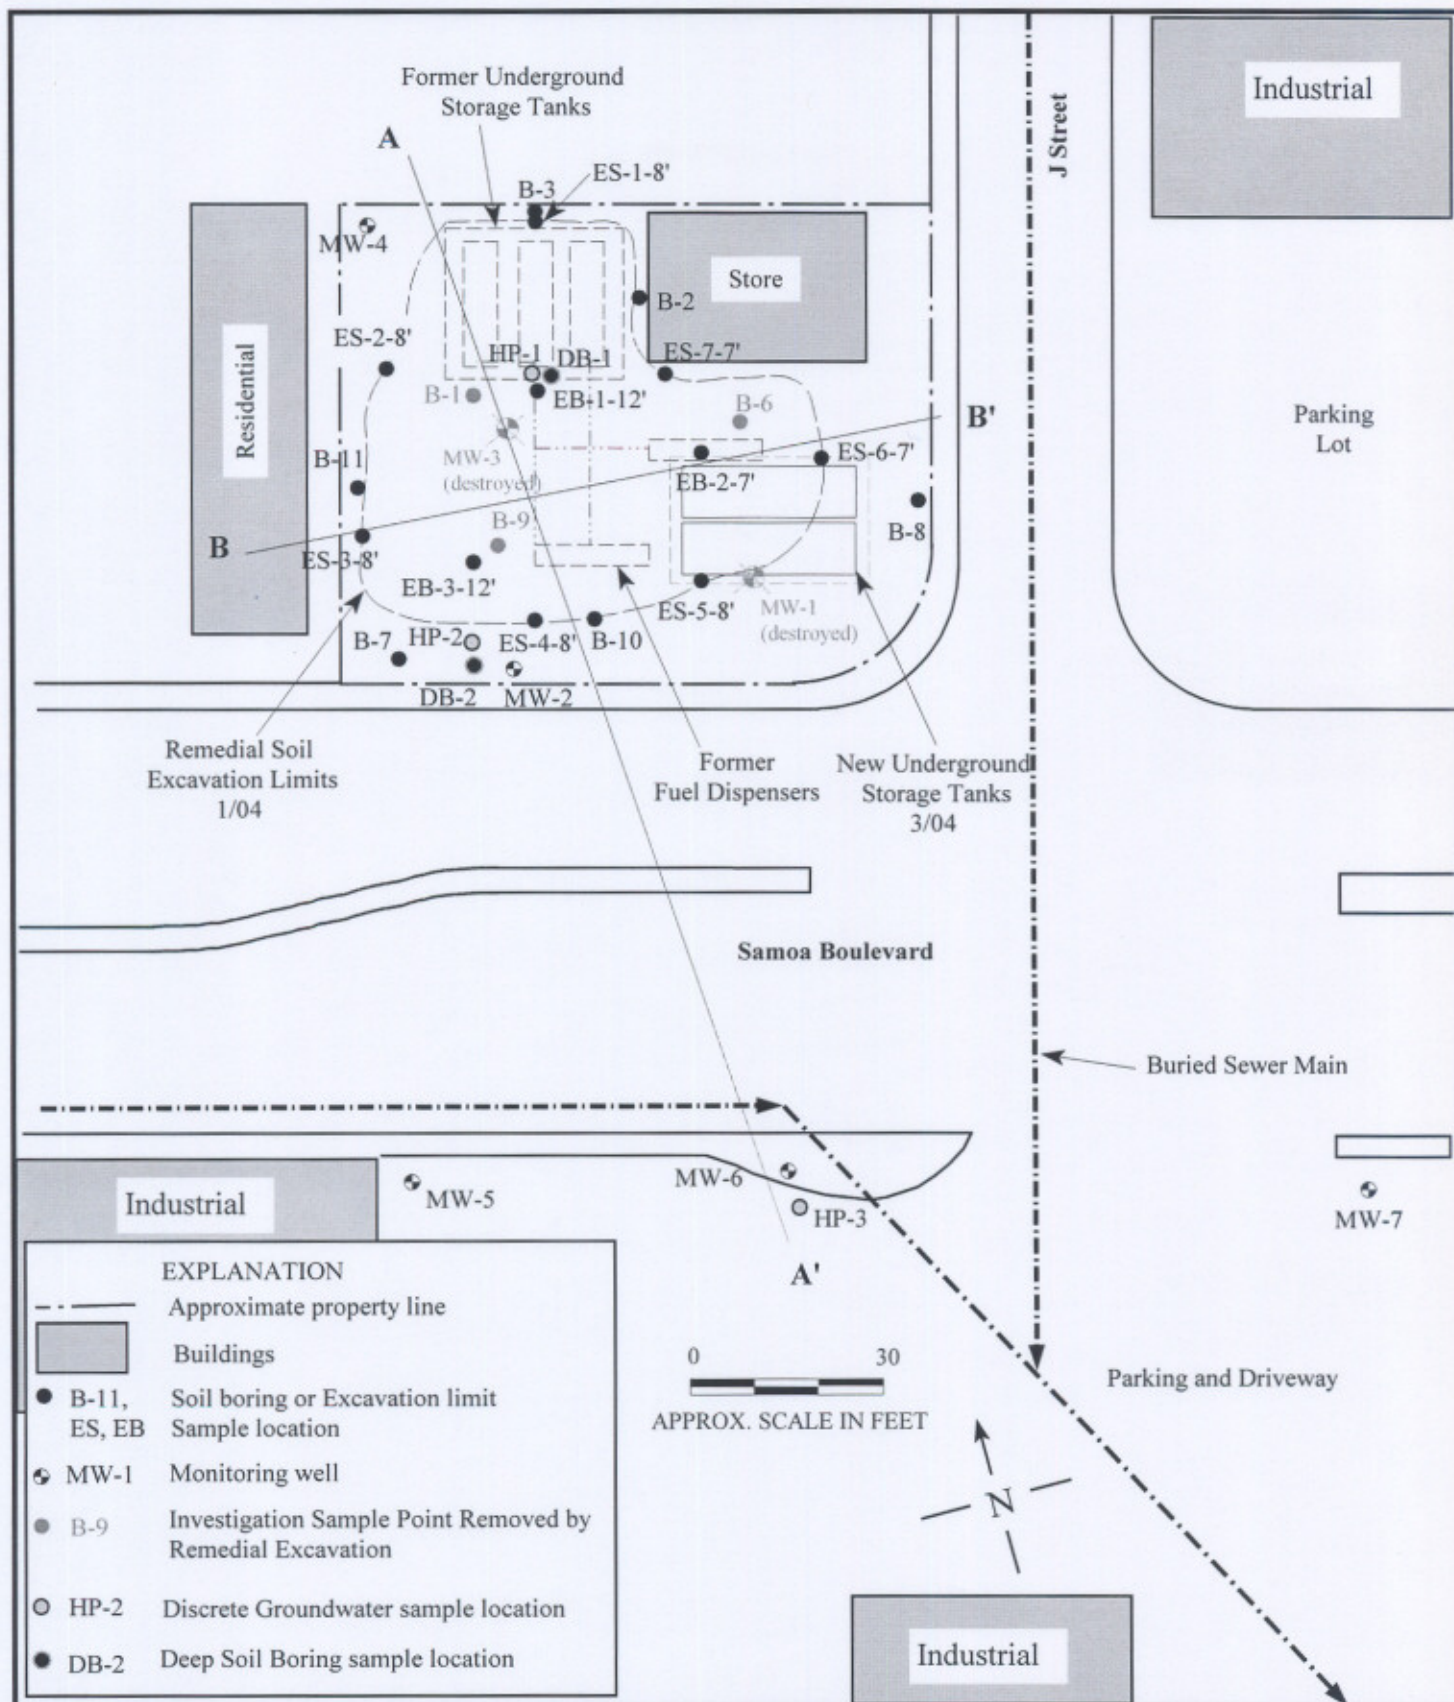 Former Underground
Storage Tanks
Industrial
J Street
A
ES-1-8'
B-3
MW-4
Store
B-2
ES-2-8'
HP-1
DB-1
ES-7-7'
Residential
B-1
EB-1-12'
B-6
B'
Parking
Lot
MW-3
(destroyed)
B-11
EB-2-7'
ES-6-7'
B-8
B
B-9
ES-3-8'
EB-3-12'
ES-5-8'
MW-1
(destroyed)
B-7
HP-2
ES-4-8'
B-10
DB-2
MW-2
Remedial Soil
Excavation Limits
1/04
Former
Fuel Dispensers
New Underground
Storage Tanks
3/04
Samoa Boulevard
Buried Sewer Main
MW-6
MW-5
HP-3
MW-7
Industrial
A'
EXPLANATION
Approximate property line
Buildings
B-11,
ES, EB
Soil boring or Excavation limit
Sample location
MW-1
Monitoring well
B-9
Investigation Sample Point Removed by
Remedial Excavation
HP-2
Discrete Groundwater sample location
DB-2
Deep Soil Boring sample location
0
30
APPROX. SCALE IN FEET
Parking and Driveway
N
Industrial